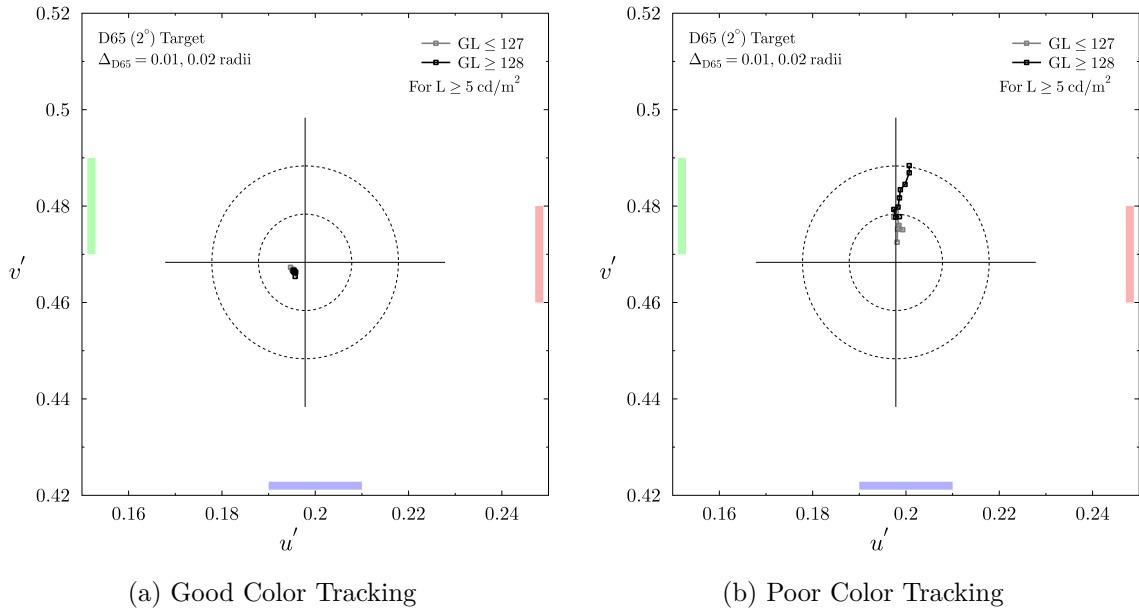 0.52
D65 (2°) Target
Δ_D65 = 0.01, 0.02 radii
GL ≤ 127
GL ≥ 128
For L ≥ 5 cd/m²
0.5
0.48
v′
0.46
0.44
0.42
0.16
0.18
0.2
0.22
0.24
u′
(a) Good Color Tracking
0.52
D65 (2°) Target
Δ_D65 = 0.01, 0.02 radii
GL ≤ 127
GL ≥ 128
For L ≥ 5 cd/m²
0.5
0.48
v′
0.46
0.44
0.42
0.16
0.18
0.2
0.22
0.24
u′
(b) Poor Color Tracking